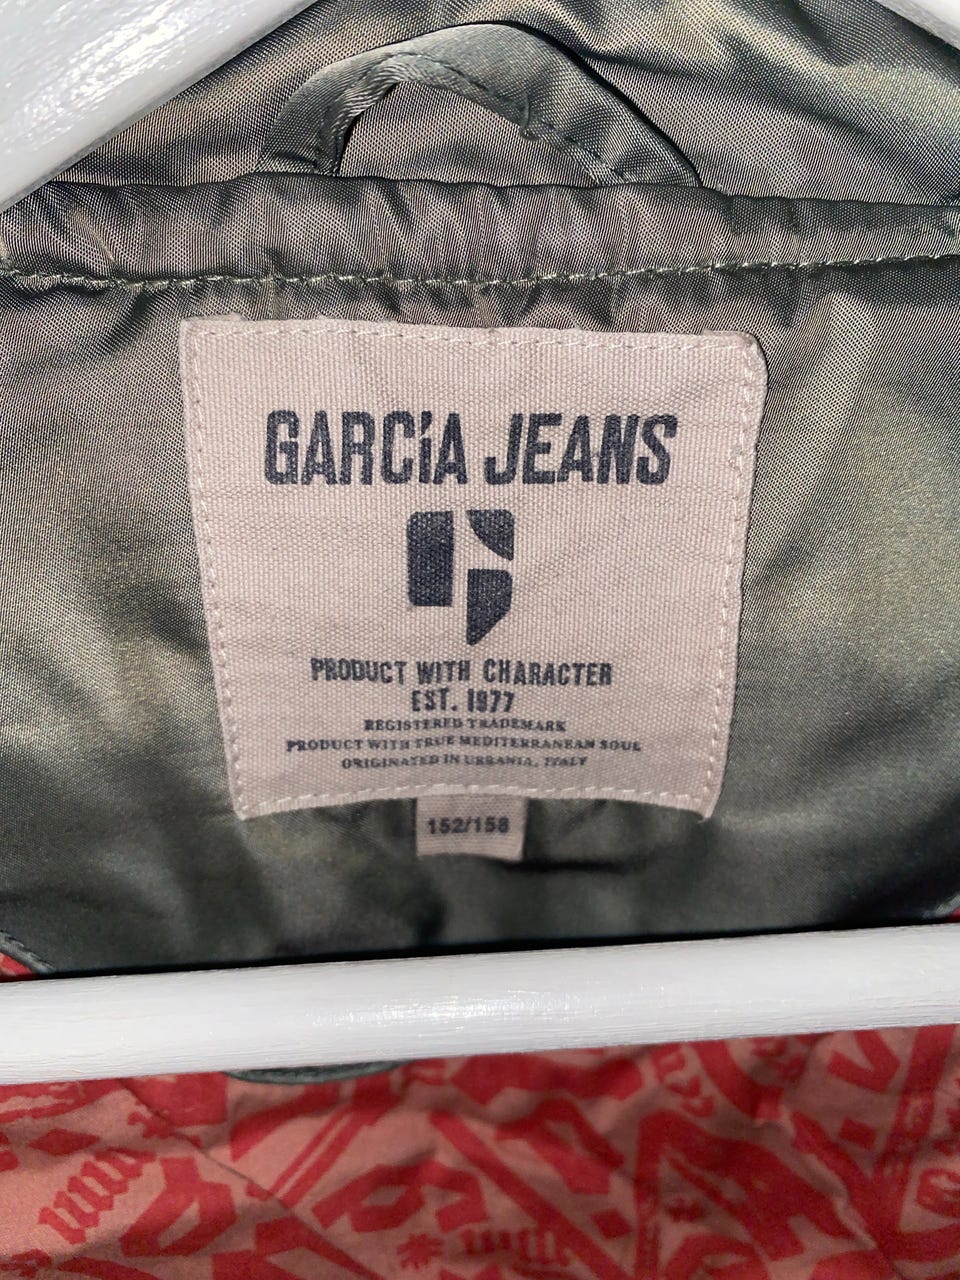 GARCíA JEANS
PRODUCT WITH CHARACTER
EST. 1977
REGISTERED TRADEMARK
PRODUCT WITH TRUE MEDITERRANEAN SOUL
ORIGINATED IN URBANIA, ITALY
152/158